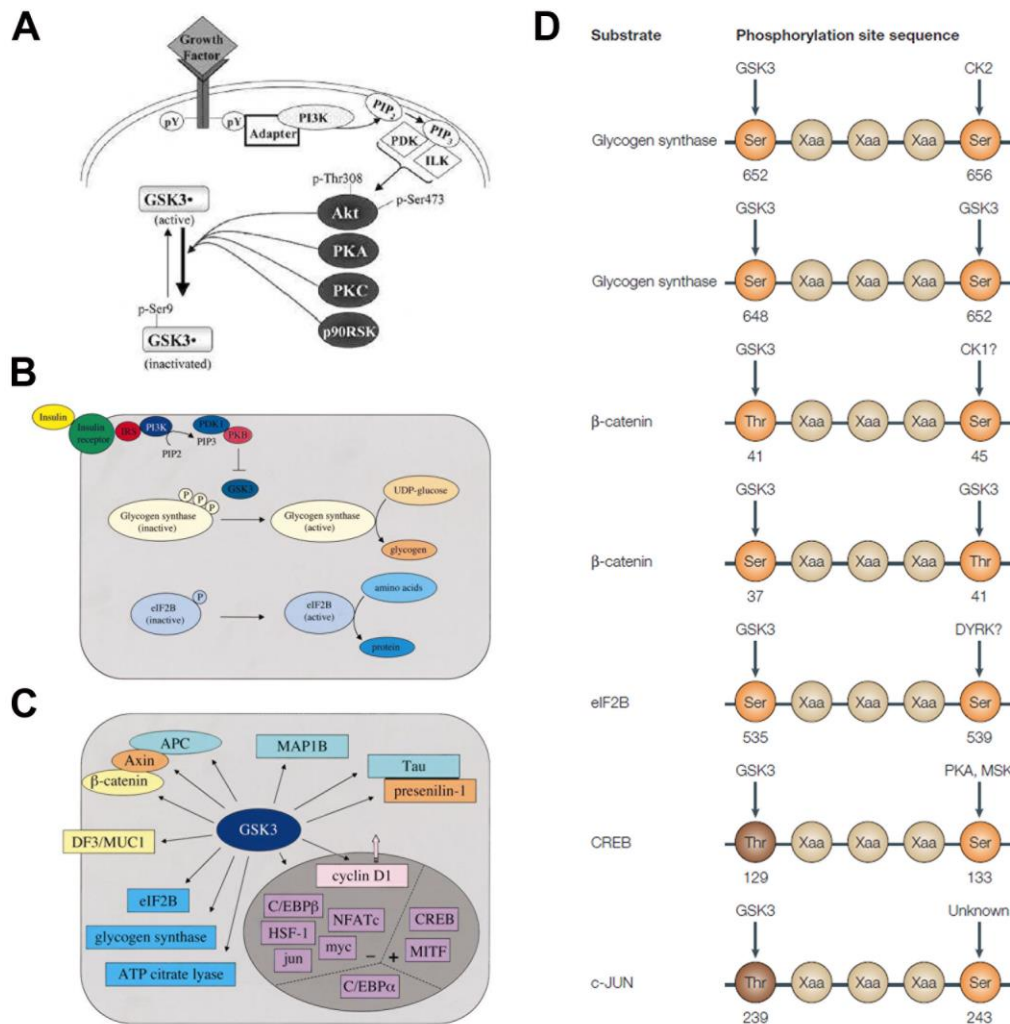 A
Growth
Factor
pY
pY
Adapter
PI3K
PIP2
PIP3
PDK
ILK
p-Thr308
p-Ser473
GSK3•
(active)
Akt
PKA
PKC
p90RSK
p-Ser9
GSK3•
(inactivated)
B
Insulin
Insulin
receptor
IRS
PI3K
PDK1
PKB
PIP2
PIP3
GSK3
P P P
Glycogen synthase
(inactive)
Glycogen synthase
(active)
UDP-glucose
glycogen
P
eIF2B
(inactive)
eIF2B
(active)
amino acids
protein
C
APC
Axin
β-catenin
MAP1B
Tau
presenilin-1
GSK3
DF3/MUC1
cyclin D1
eIF2B
glycogen synthase
ATP citrate lyase
C/EBPβ
HSF-1
jun
NFATc
myc
CREB
MITF
− +
C/EBPα
D
Substrate Phosphorylation site sequence
GSK3 CK2
Glycogen synthase Ser Xaa Xaa Xaa Ser
652 656
GSK3 GSK3
Glycogen synthase Ser Xaa Xaa Xaa Ser
648 652
GSK3 CK1?
β-catenin Thr Xaa Xaa Xaa Ser
41 45
GSK3 GSK3
β-catenin Ser Xaa Xaa Xaa Thr
37 41
GSK3 DYRK?
eIF2B Ser Xaa Xaa Xaa Ser
535 539
GSK3 PKA, MSK
CREB Thr Xaa Xaa Xaa Ser
129 133
GSK3 Unknown
c-JUN Thr Xaa Xaa Xaa Ser
239 243